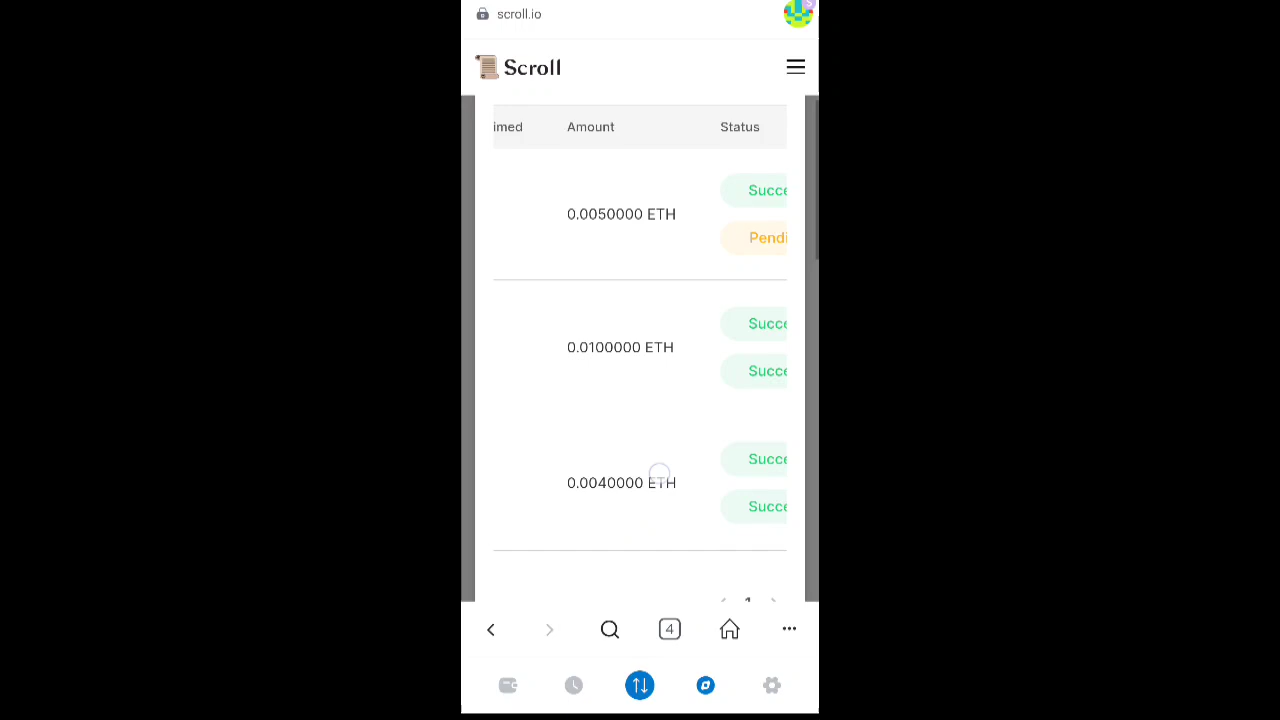 scroll.io
Scroll
imed Amount Status
Succe
0.0050000 ETH
Pendi
Succe
0.0100000 ETH
Succe
Succe
0.0040000 ETH
Succe
1
4